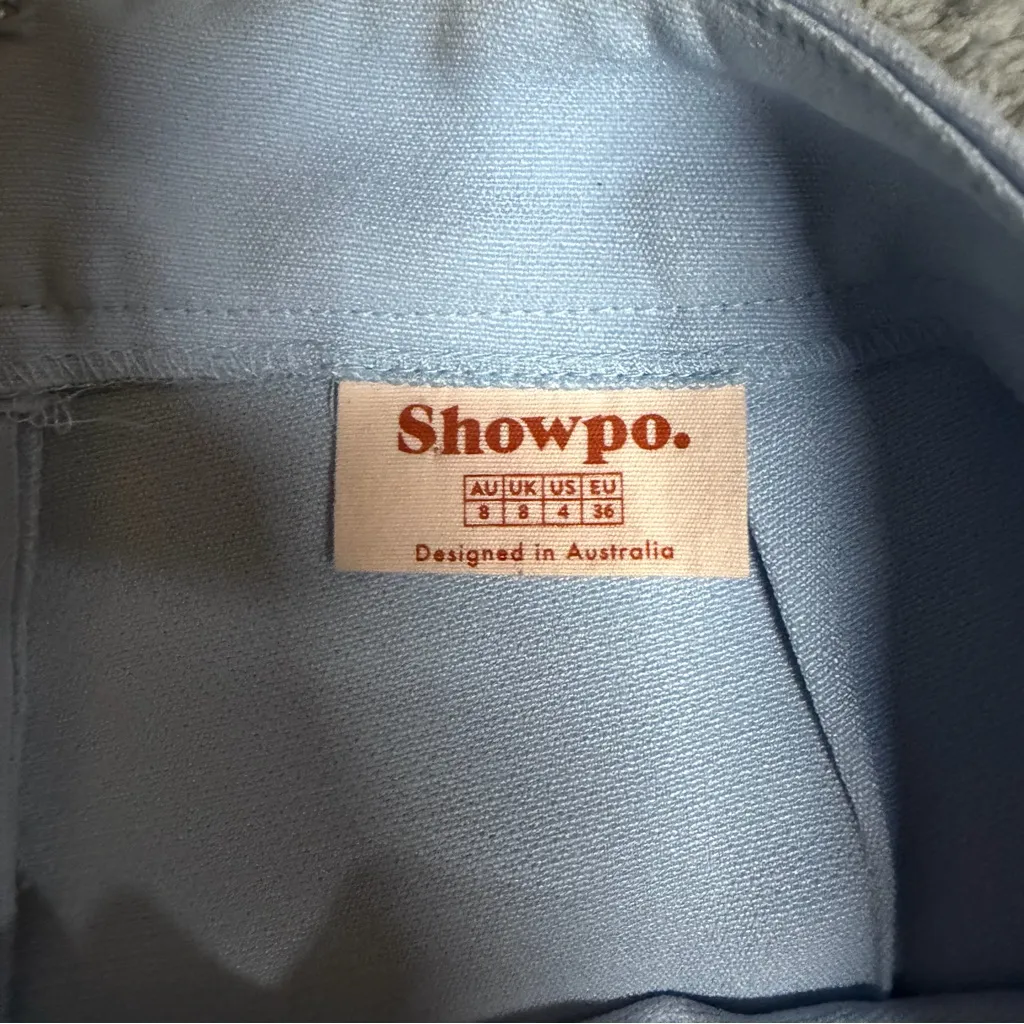 Showpo.
AU UK US EU
8 8 4 36
Designed in Australia